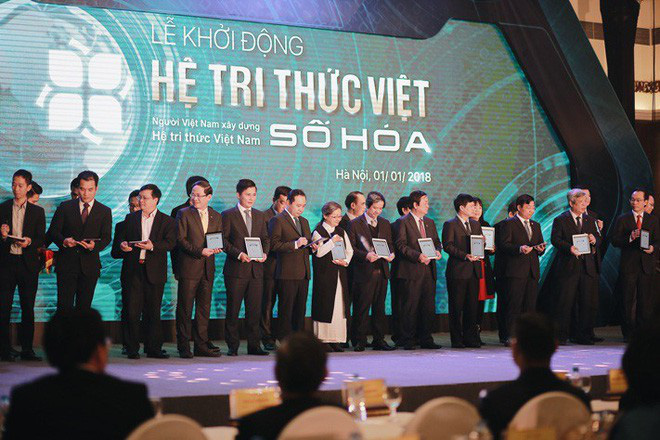 LỄ KHỞI ĐỘNG
HỆ TRI THỨC VIỆT
Người Việt Nam xây dựng
Hệ tri thức Việt Nam
SỐ HÓA
Hà Nội, 01/ 01/ 2018